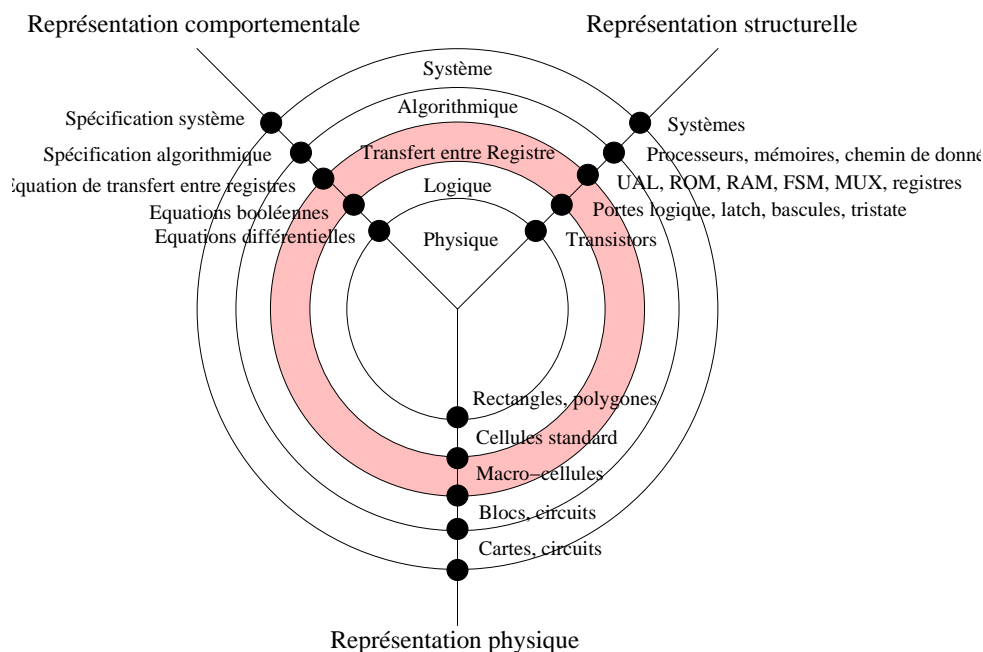 Représentation comportementale
Représentation structurelle
Système
Algorithmique
Transfert entre Registre
Logique
Physique
Spécification système
Spécification algorithmique
Equation de transfert entre registres
Equations booléennes
Equations différentielles
Systèmes
Processeurs, mémoires, chemin de donné
UAL, ROM, RAM, FSM, MUX, registres
Portes logique, latch, bascules, tristate
Transistors
Rectangles, polygones
Cellules standard
Macro−cellules
Blocs, circuits
Cartes, circuits
Représentation physique